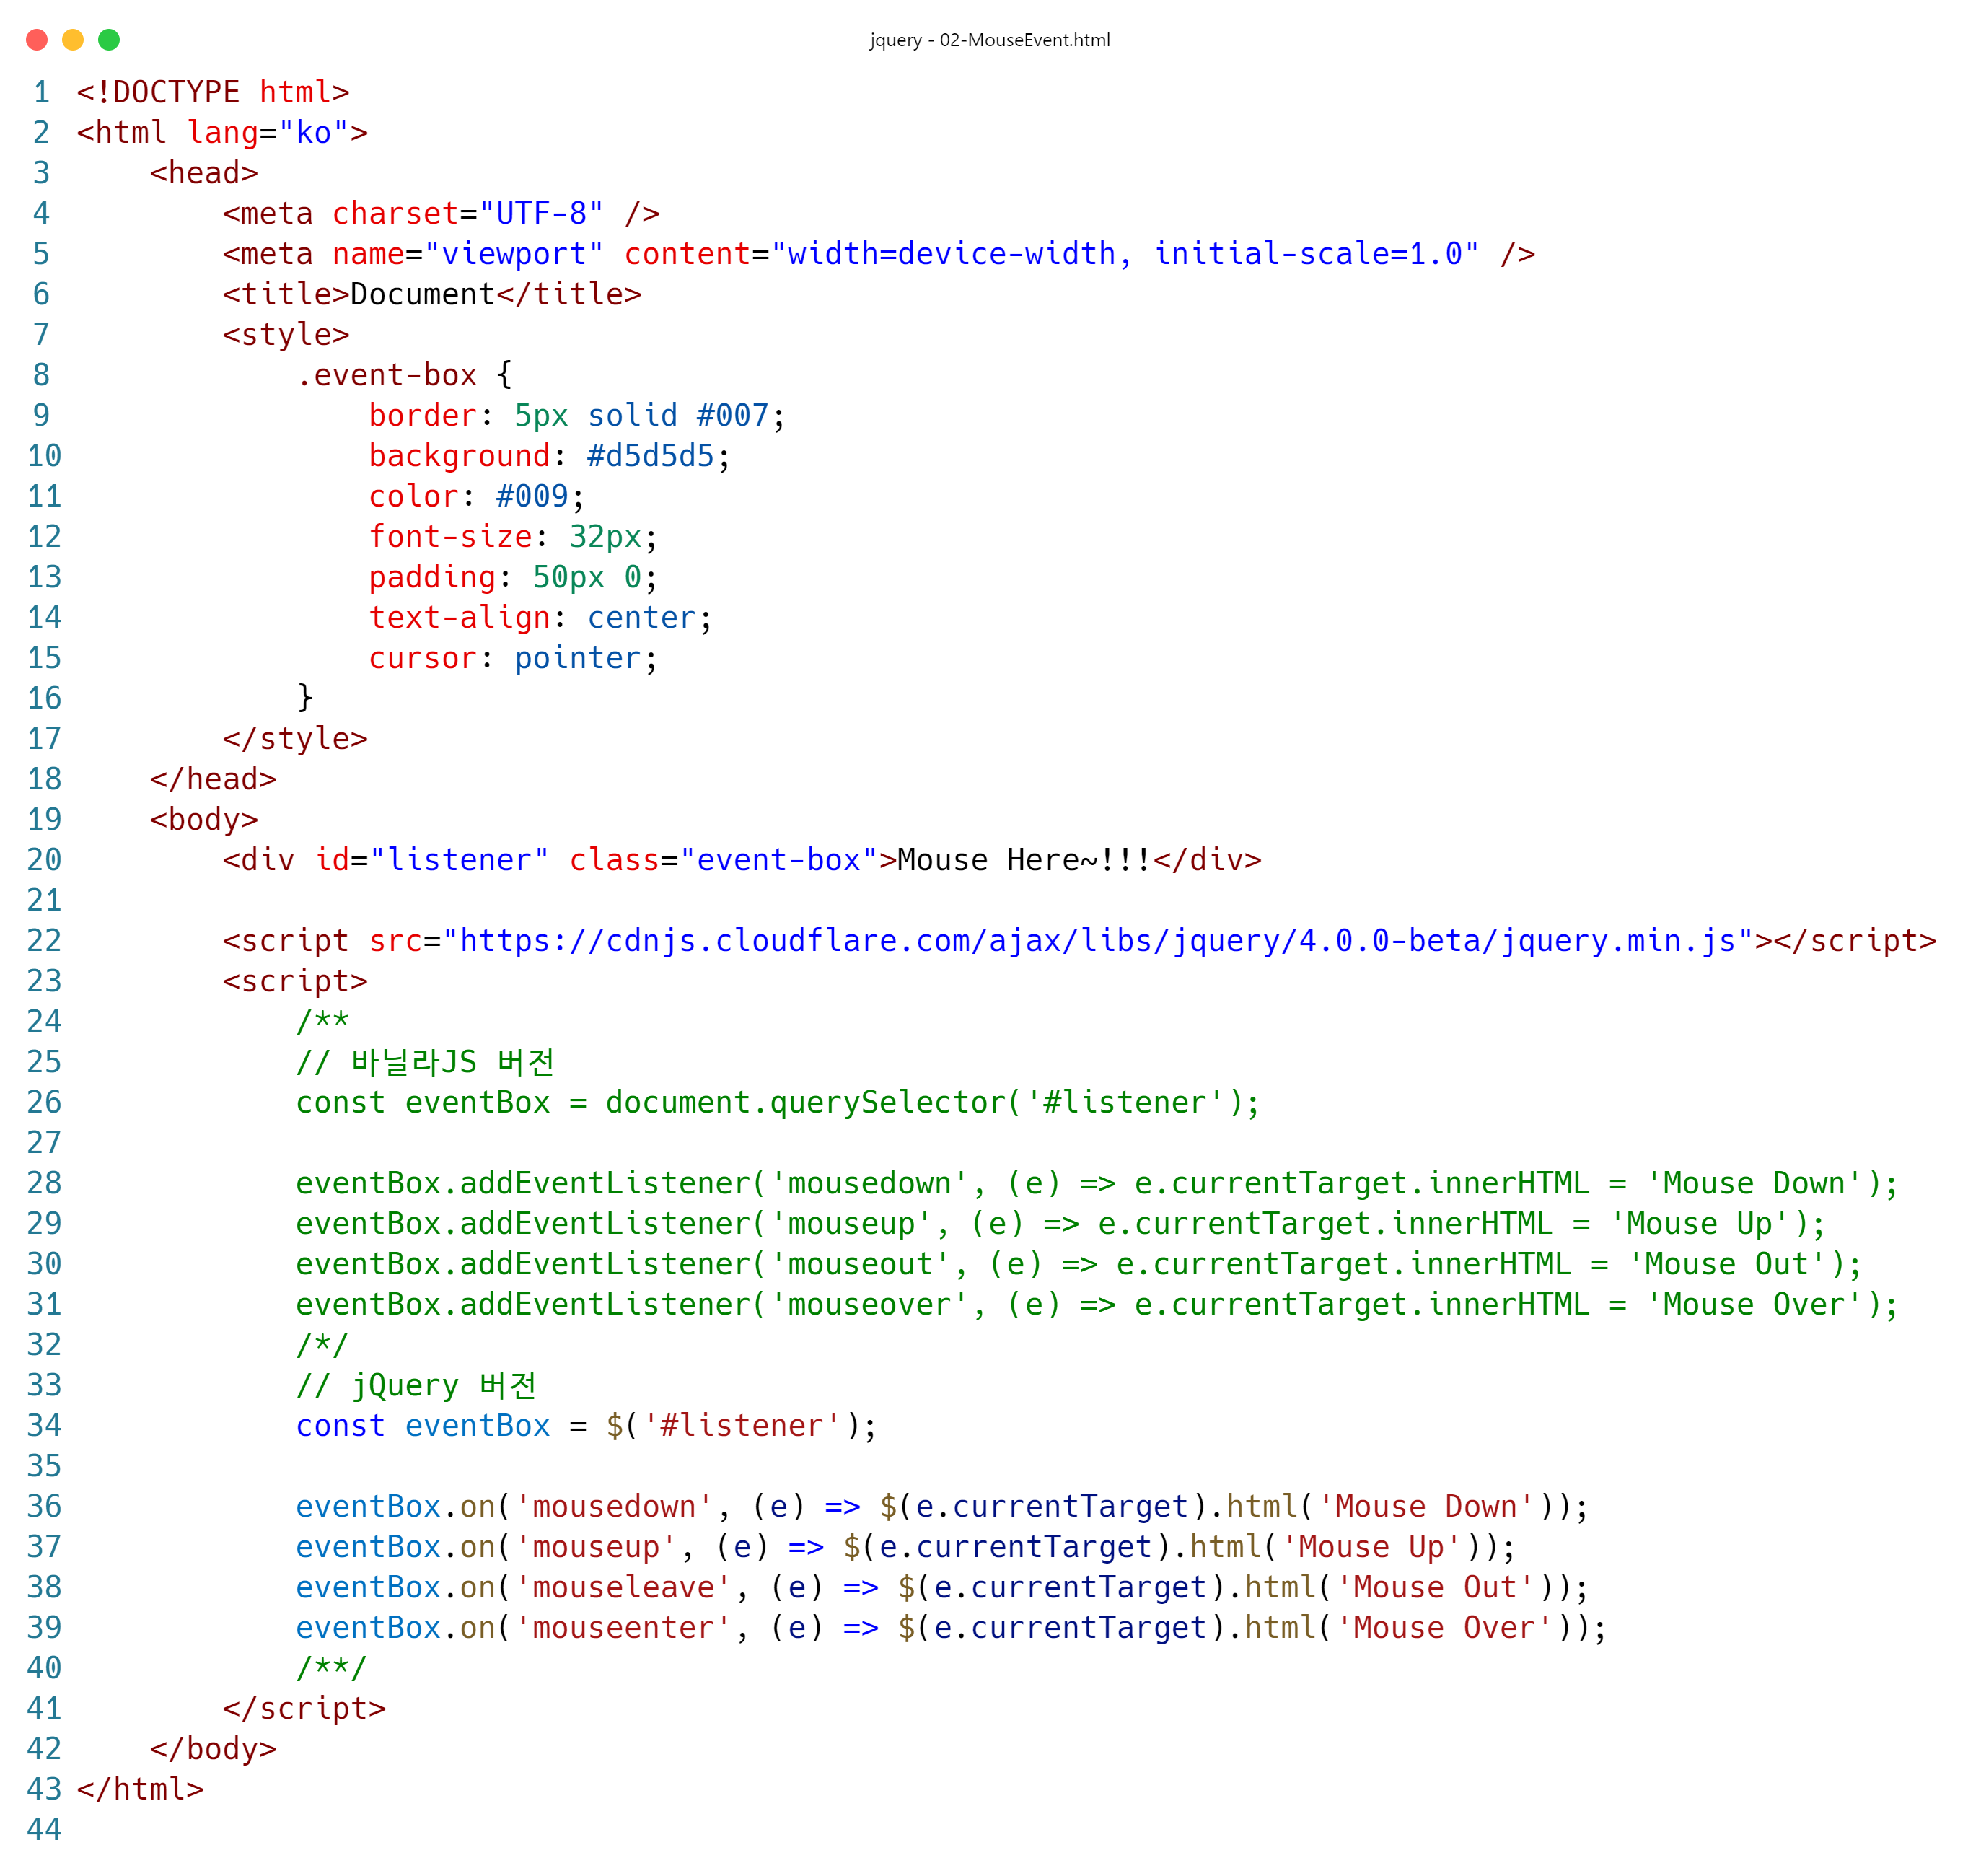 jquery - 02-MouseEvent.html
1 <!DOCTYPE html>
2 <html lang="ko">
3     <head>
4         <meta charset="UTF-8" />
5         <meta name="viewport" content="width=device-width, initial-scale=1.0" />
6         <title>Document</title>
7         <style>
8             .event-box {
9                 border: 5px solid #007;
10                 background: #d5d5d5;
11                 color: #009;
12                 font-size: 32px;
13                 padding: 50px 0;
14                 text-align: center;
15                 cursor: pointer;
16             }
17         </style>
18     </head>
19     <body>
20         <div id="listener" class="event-box">Mouse Here~!!!</div>
21
22         <script src="https://cdnjs.cloudflare.com/ajax/libs/jquery/4.0.0-beta/jquery.min.js"></script>
23         <script>
24             /**
25             // 바닐라JS 버전
26             const eventBox = document.querySelector('#listener');
27
28             eventBox.addEventListener('mousedown', (e) => e.currentTarget.innerHTML = 'Mouse Down');
29             eventBox.addEventListener('mouseup', (e) => e.currentTarget.innerHTML = 'Mouse Up');
30             eventBox.addEventListener('mouseout', (e) => e.currentTarget.innerHTML = 'Mouse Out');
31             eventBox.addEventListener('mouseover', (e) => e.currentTarget.innerHTML = 'Mouse Over');
32             /*/
33             // jQuery 버전
34             const eventBox = $('#listener');
35
36             eventBox.on('mousedown', (e) => $(e.currentTarget).html('Mouse Down'));
37             eventBox.on('mouseup', (e) => $(e.currentTarget).html('Mouse Up'));
38             eventBox.on('mouseleave', (e) => $(e.currentTarget).html('Mouse Out'));
39             eventBox.on('mouseenter', (e) => $(e.currentTarget).html('Mouse Over'));
40             /**/
41         </script>
42     </body>
43 </html>
44